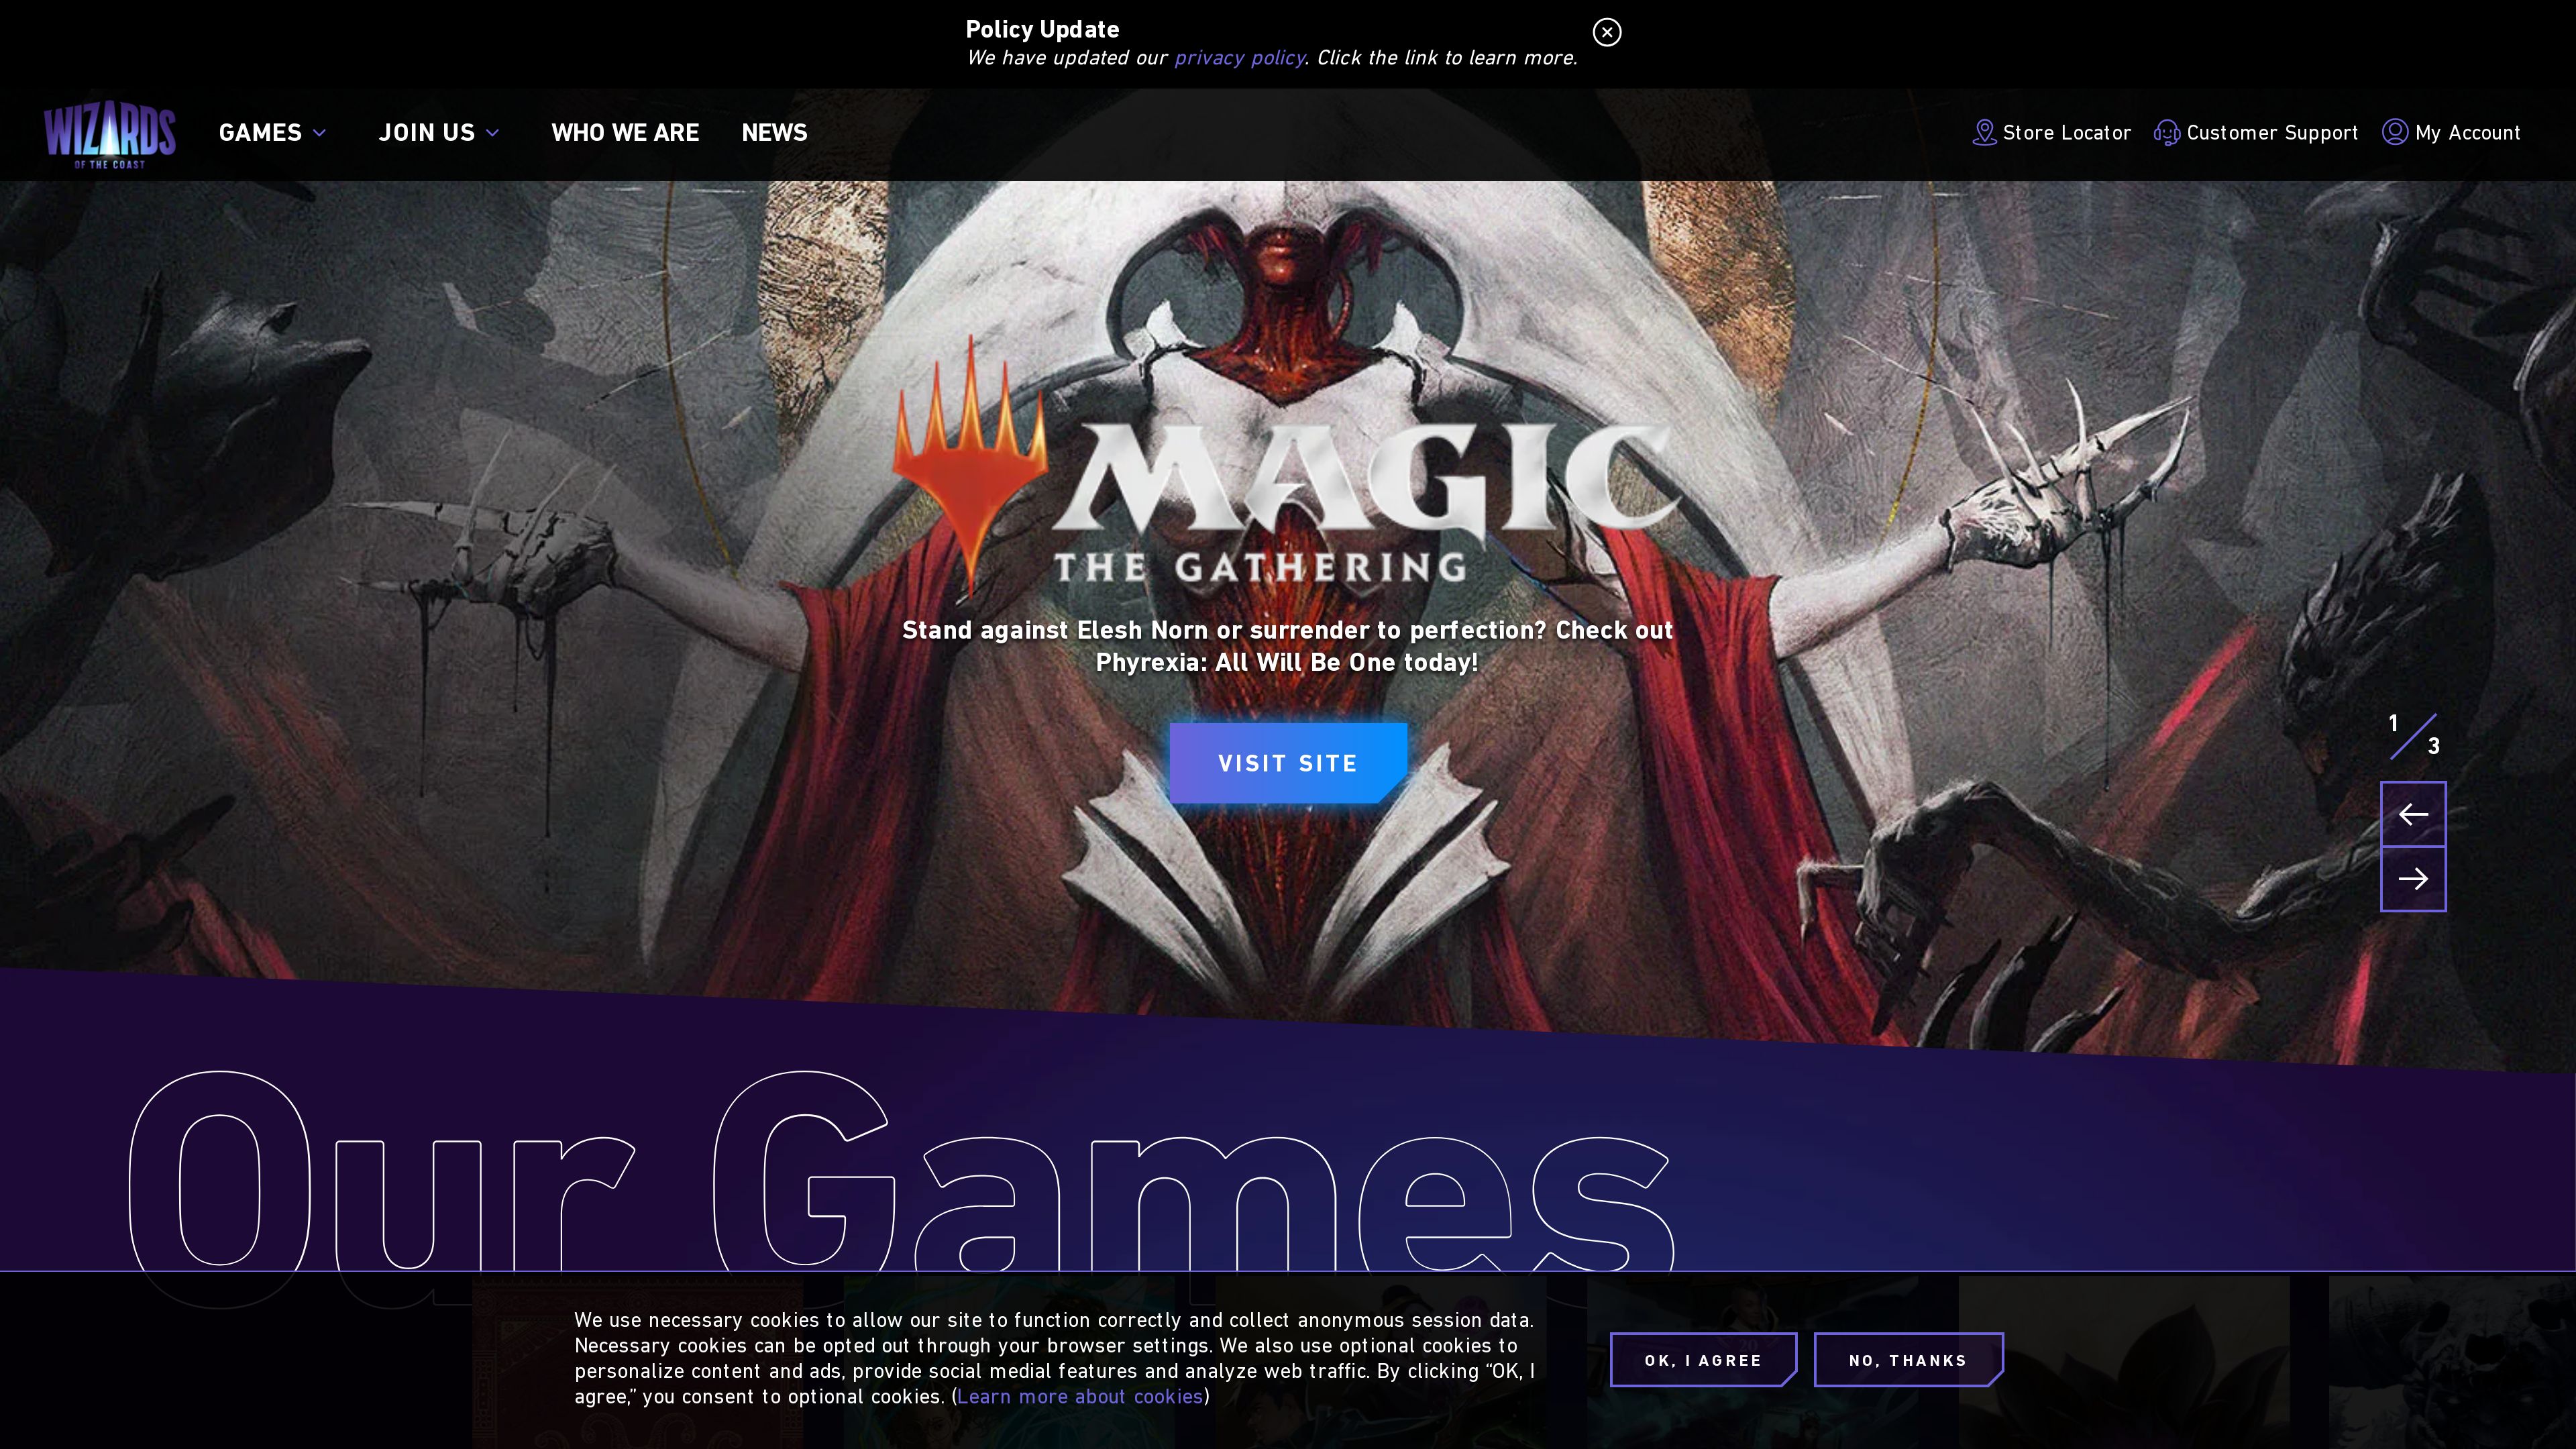 Policy Update
We have updated our privacy policy. Click the link to learn more.
WIZARDS
OF THE COAST
GAMES
JOIN US
WHO WE ARE
NEWS
Store Locator
Customer Support
My Account
MAGIC
THE GATHERING
Stand against Elesh Norn or surrender to perfection? Check out
Phyrexia: All Will Be One today!
VISIT SITE
1
3
Our Games
We use necessary cookies to allow our site to function correctly and collect anonymous session data.
Necessary cookies can be opted out through your browser settings. We also use optional cookies to
personalize content and ads, provide social medial features and analyze web traffic. By clicking “OK, I
agree,” you consent to optional cookies. (Learn more about cookies)
OK, I AGREE
NO, THANKS